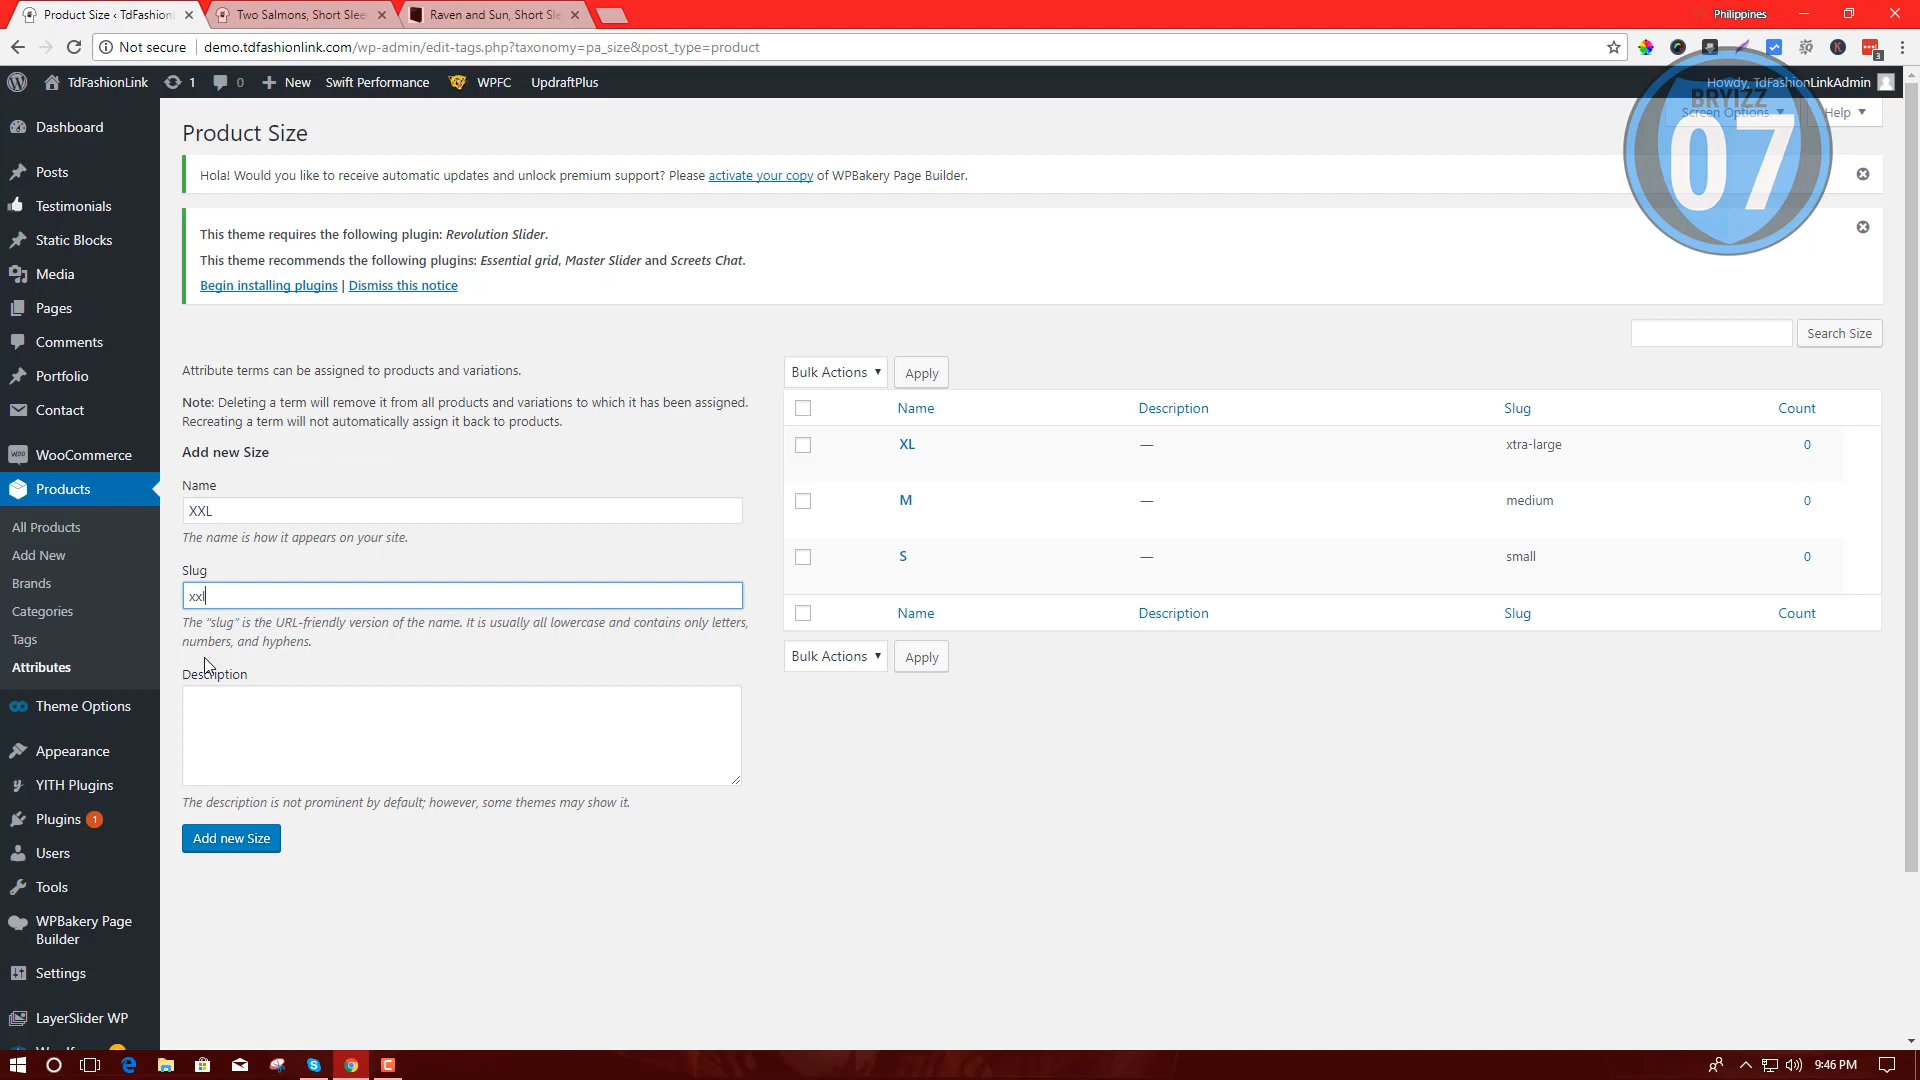 Product Size ‹ TdFashionL
Two Salmons, Short Slee
Raven and Sun, Short Sle
Philippines
Not secure
demo.tdfashionlink.com/wp-admin/edit-tags.php?taxonomy=pa_size&post_type=product
3
TdFashionLink
1
0
New
Swift Performance
WPFC
UpdraftPlus
Howdy, TdFashionLinkAdmin
Screen Options
Help
BRYIZZ
07
Dashboard
Posts
Testimonials
Static Blocks
Media
Pages
Comments
Portfolio
Contact
WooCommerce
Products
All Products
Add New
Brands
Categories
Tags
Attributes
Theme Options
Appearance
YITH Plugins
Plugins 1
Users
Tools
WPBakery Page
Builder
Settings
LayerSlider WP
Product Size
Hola! Would you like to receive automatic updates and unlock premium support? Please activate your copy of WPBakery Page Builder.
This theme requires the following plugin: Revolution Slider.
This theme recommends the following plugins: Essential grid, Master Slider and Screets Chat.
Begin installing plugins | Dismiss this notice
Search Size
Attribute terms can be assigned to products and variations.
Note: Deleting a term will remove it from all products and variations to which it has been assigned.
Recreating a term will not automatically assign it back to products.
Add new Size
Name
XXL
The name is how it appears on your site.
Slug
xxl
The “slug” is the URL-friendly version of the name. It is usually all lowercase and contains only letters,
numbers, and hyphens.
Description
The description is not prominent by default; however, some themes may show it.
Add new Size
Bulk Actions
Apply
Name Description Slug Count
XL — xtra-large 0
M — medium 0
S — small 0
Name Description Slug Count
Bulk Actions
Apply
9:46 PM